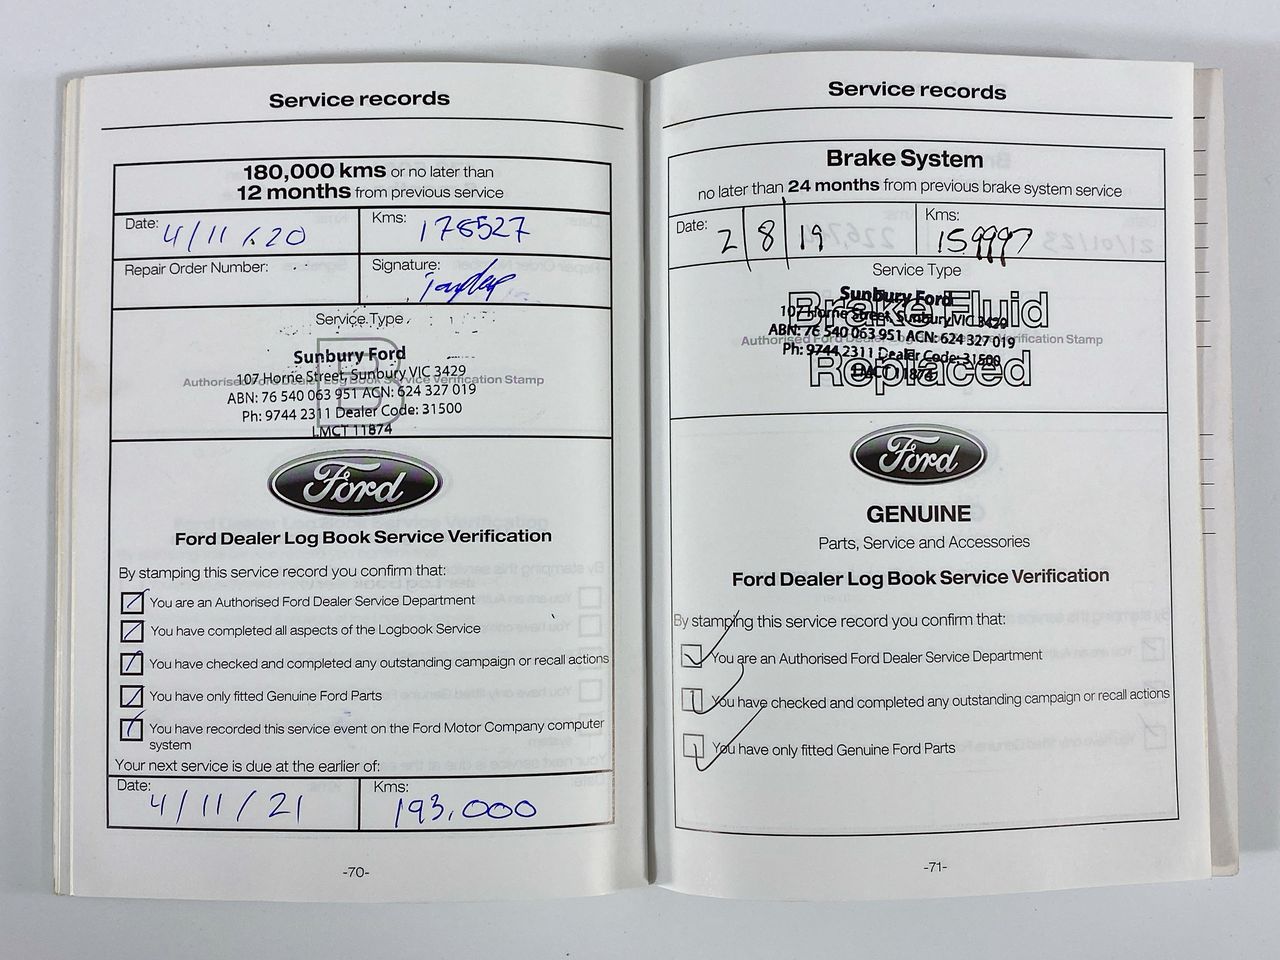 Service records
180,000 kms or no later than
12 months from previous service
Date: 4/11/20
Kms: 178527
Repair Order Number:
Signature:
Service Type
B
Sunbury Ford
107 Horne Street, Sunbury VIC 3429
Authorised Ford Dealer Log Book Service Verification Stamp
ABN: 76 540 063 951 ACN: 624 327 019
Ph: 9744 2311 Dealer Code: 31500
LMCT 11874
Ford
Ford Dealer Log Book Service Verification
By stamping this service record you confirm that:
You are an Authorised Ford Dealer Service Department
You have completed all aspects of the Logbook Service
You have checked and completed any outstanding campaign or recall actions
You have only fitted Genuine Ford Parts
You have recorded this service event on the Ford Motor Company computer
system
Your next service is due at the earlier of:
Date: 4/11/21
Kms: 193,000
-70-
Service records
Brake System
no later than 24 months from previous brake system service
Date: 2/8/19
Kms: 159997
Service Type
Brake Fluid
Replaced
Sunbury Ford
107 Horne Street, Sunbury VIC 3429
Authorised Ford Dealer Log Book Service Verification Stamp
ABN: 76 540 063 951 ACN: 624 327 019
Ph: 9744 2311 Dealer Code: 31500
LMCT 11874
Ford
GENUINE
Parts, Service and Accessories
Ford Dealer Log Book Service Verification
By stamping this service record you confirm that:
You are an Authorised Ford Dealer Service Department
You have checked and completed any outstanding campaign or recall actions
You have only fitted Genuine Ford Parts
-71-